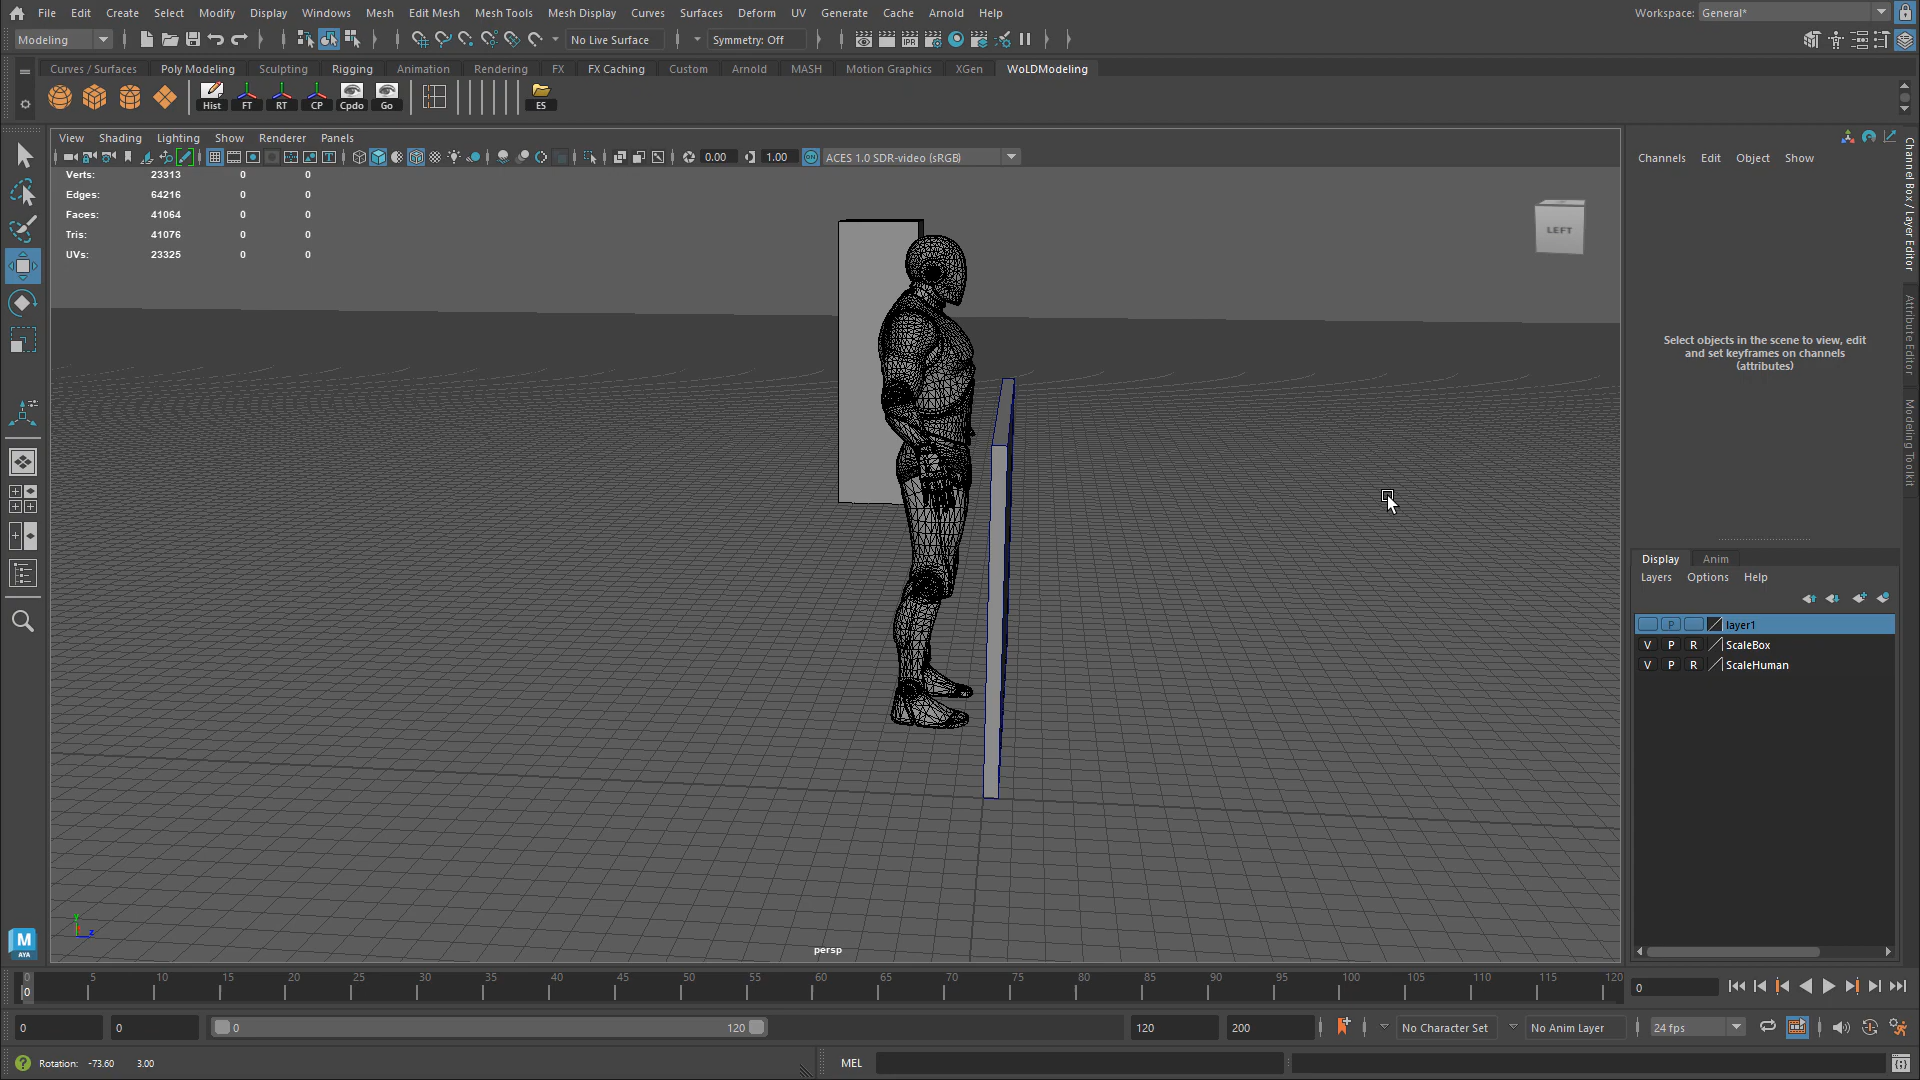 File Edit Create Select Modify Display Windows Mesh Edit Mesh Mesh Tools Mesh Display Curves Surfaces Deform UV Generate Cache Arnold Help Workspace: General*
Modeling No Live Surface Symmetry: Off IPR
Curves / Surfaces Poly Modeling Sculpting Rigging Animation Rendering FX FX Caching Custom Arnold MASH Motion Graphics XGen WoLDModeling
Hist FT RT CP Cpdo Go ES
View Shading Lighting Show Renderer Panels
0.00 1.00 ON ACES 1.0 SDR-video (sRGB)
Verts: 23313 0 0
Edges: 64216 0 0
Faces: 41064 0 0
Tris: 41076 0 0
UVs: 23325 0 0
LEFT
persp
Y
Z
Channels Edit Object Show
Select objects in the scene to view, edit
and set keyframes on channels
(attributes)
Channel Box / Layer Editor
Attribute Editor
Modeling Toolkit
Display Anim
Layers Options Help
P layer1
V P R ScaleBox
V P R ScaleHuman
M
AYA
0 5 10 15 20 25 30 35 40 45 50 55 60 65 70 75 80 85 90 95 100 105 110 115 120
0 0
0 0 0 120 120 200 No Character Set No Anim Layer 24 fps
Rotation: -73.60 3.00 MEL